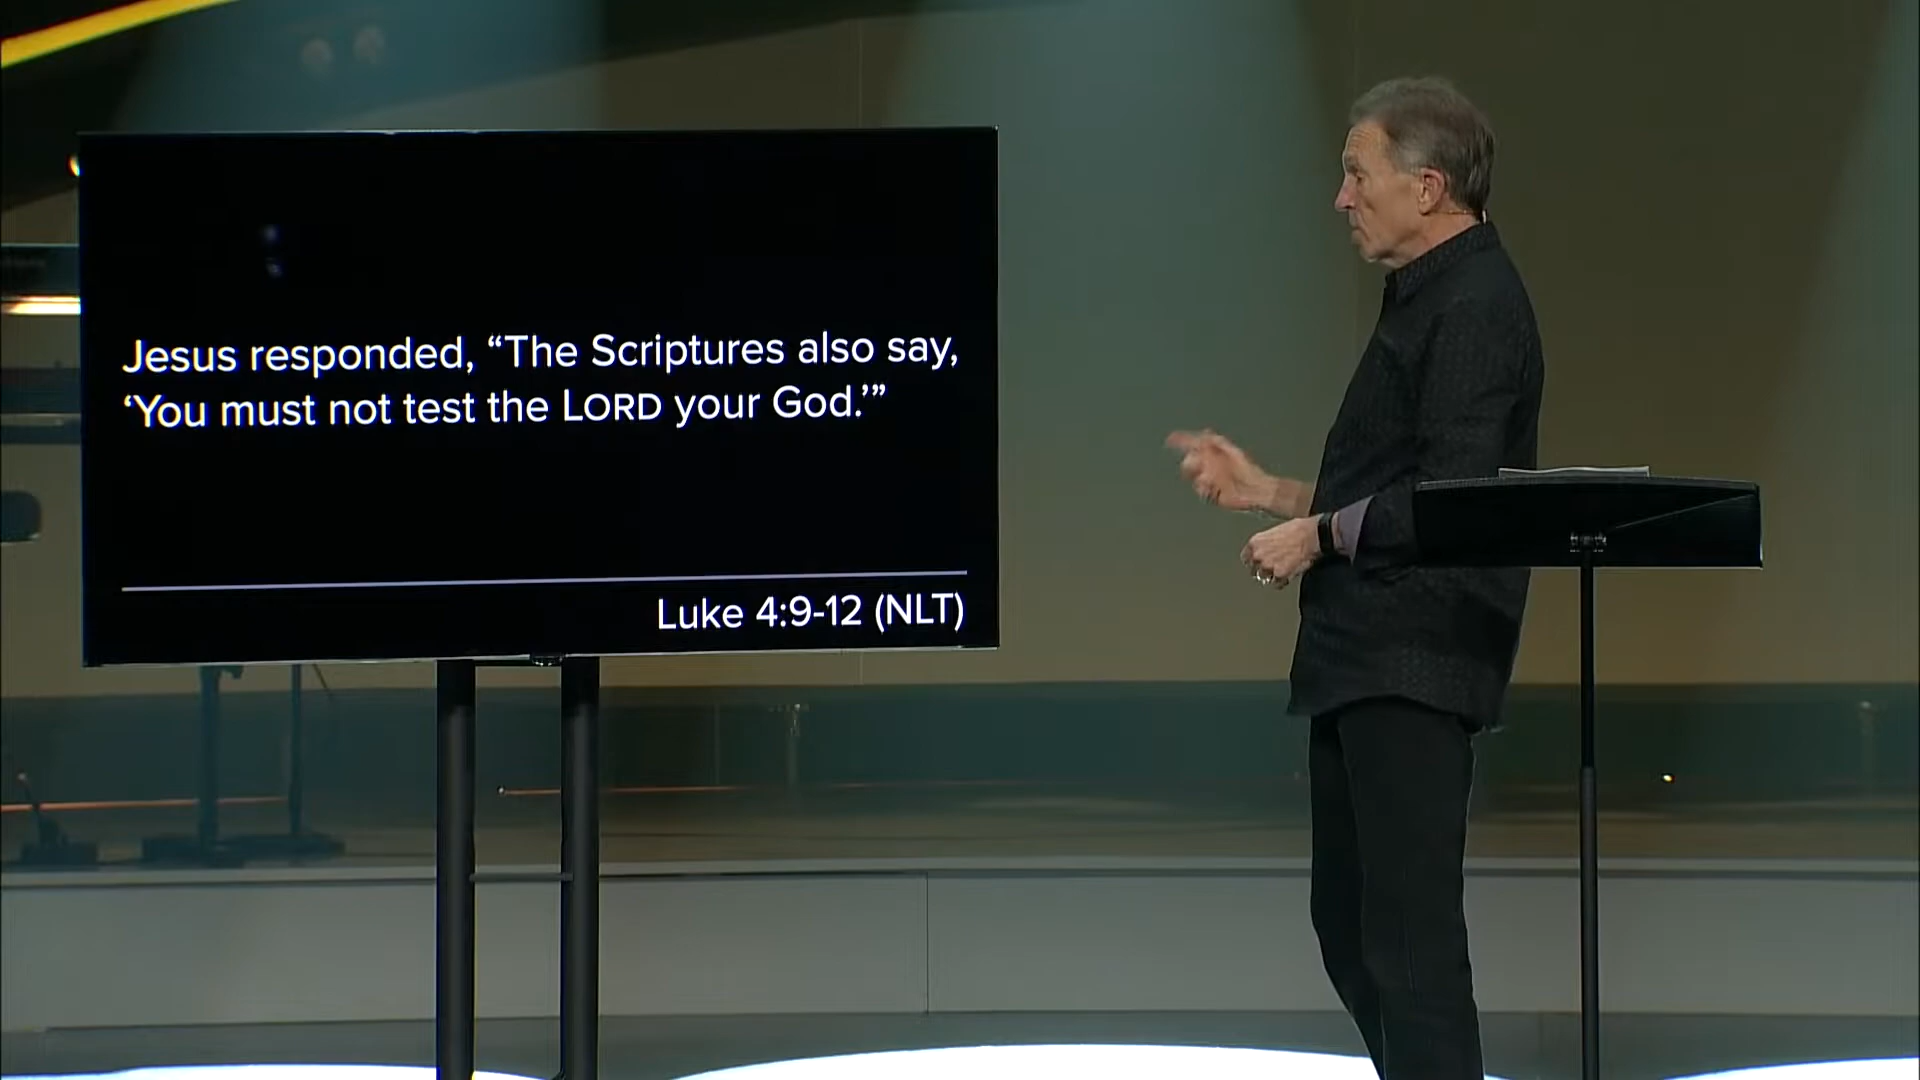 Jesus responded, “The Scriptures also say,
‘You must not test the LORD your God.’”
Luke 4:9-12 (NLT)